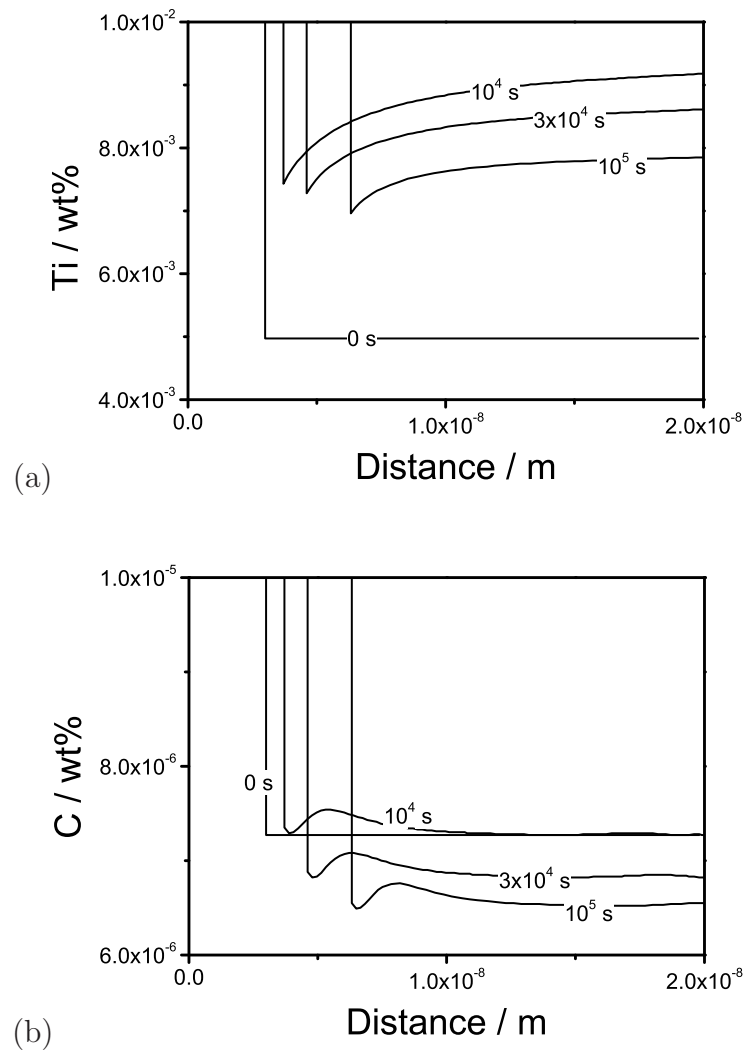 1.0x10⁻²
8.0x10⁻³
6.0x10⁻³
4.0x10⁻³
Ti / wt%
10⁴ s
3x10⁴ s
10⁵ s
0 s
0.0
1.0x10⁻⁸
2.0x10⁻⁸
Distance / m
(a)
1.0x10⁻⁵
8.0x10⁻⁶
6.0x10⁻⁶
C / wt%
0 s
10⁴ s
3x10⁴ s
10⁵ s
0.0
1.0x10⁻⁸
2.0x10⁻⁸
Distance / m
(b)